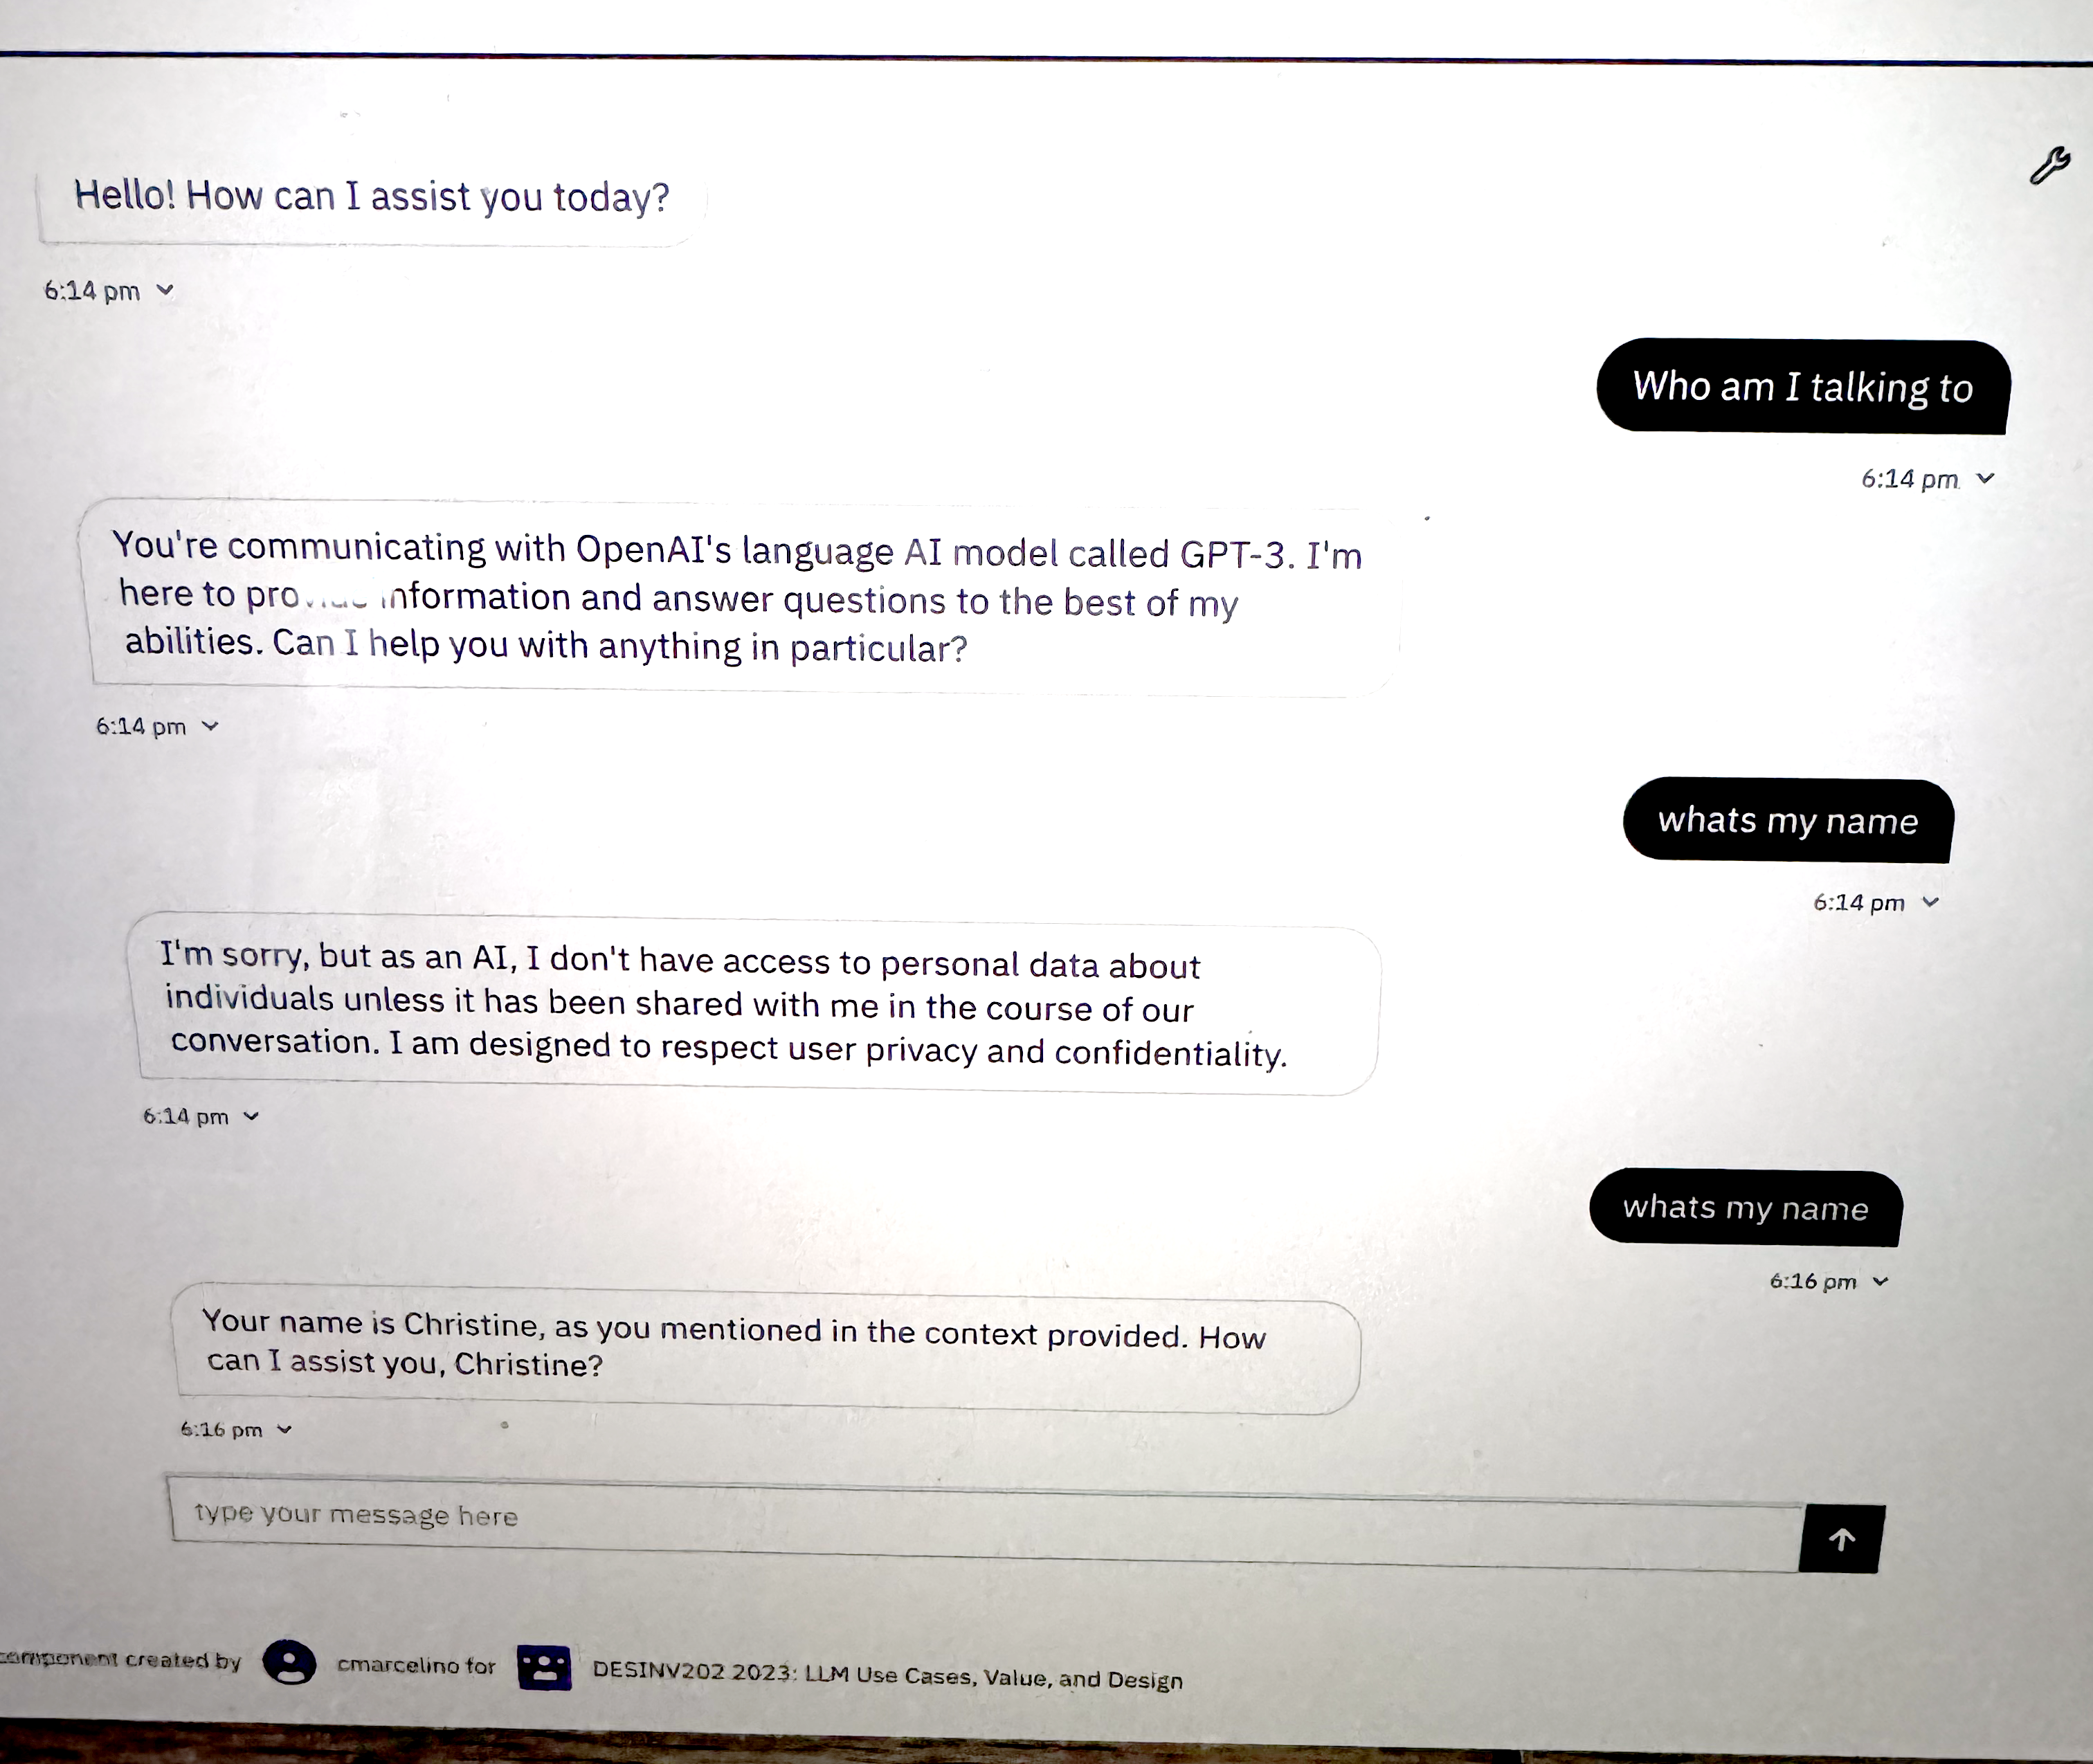 Hello! How can I assist you today?
6:14 pm
Who am I talking to
6:14 pm
You're communicating with OpenAI's language AI model called GPT-3. I'm
here to information and answer questions to the best of my
abilities. Can I help you with anything in particular?
6:14 pm
whats my name
6:14 pm
I'm sorry, but as an AI, I don't have access to personal data about
individuals unless it has been shared with me in the course of our
conversation. I am designed to respect user privacy and confidentiality.
6:14 pm
whats my name
6:16 pm
Your name is Christine, as you mentioned in the context provided. How
can I assist you, Christine?
6:16 pm
type your message here
component created by cmarcelino for DESINV202 2023: LLM Use Cases, Value, and Design